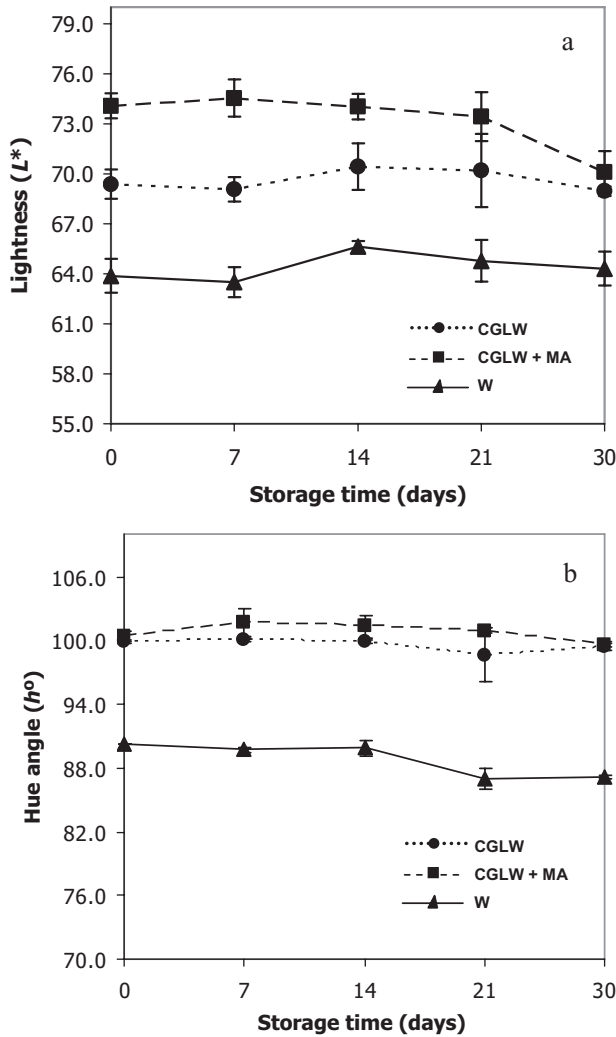 79.0
76.0
73.0
70.0
67.0
64.0
61.0
58.0
55.0
Lightness (L*)
a
CGLW
CGLW + MA
W
0 7 14 21 30
Storage time (days)
106.0
100.0
94.0
88.0
82.0
76.0
70.0
Hue angle (hº)
b
CGLW
CGLW + MA
W
0 7 14 21 30
Storage time (days)